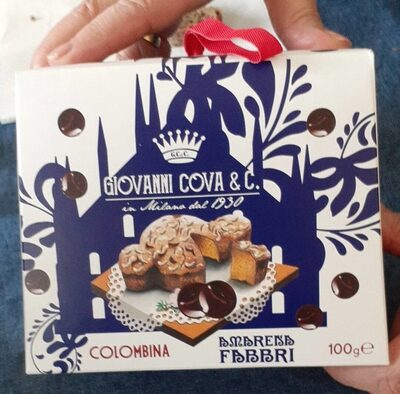 G.C.C.
GIOVANNI COVA & C.
in Milano dal 1930
COLOMBINA
AMARENA
FABBRI
100g℮